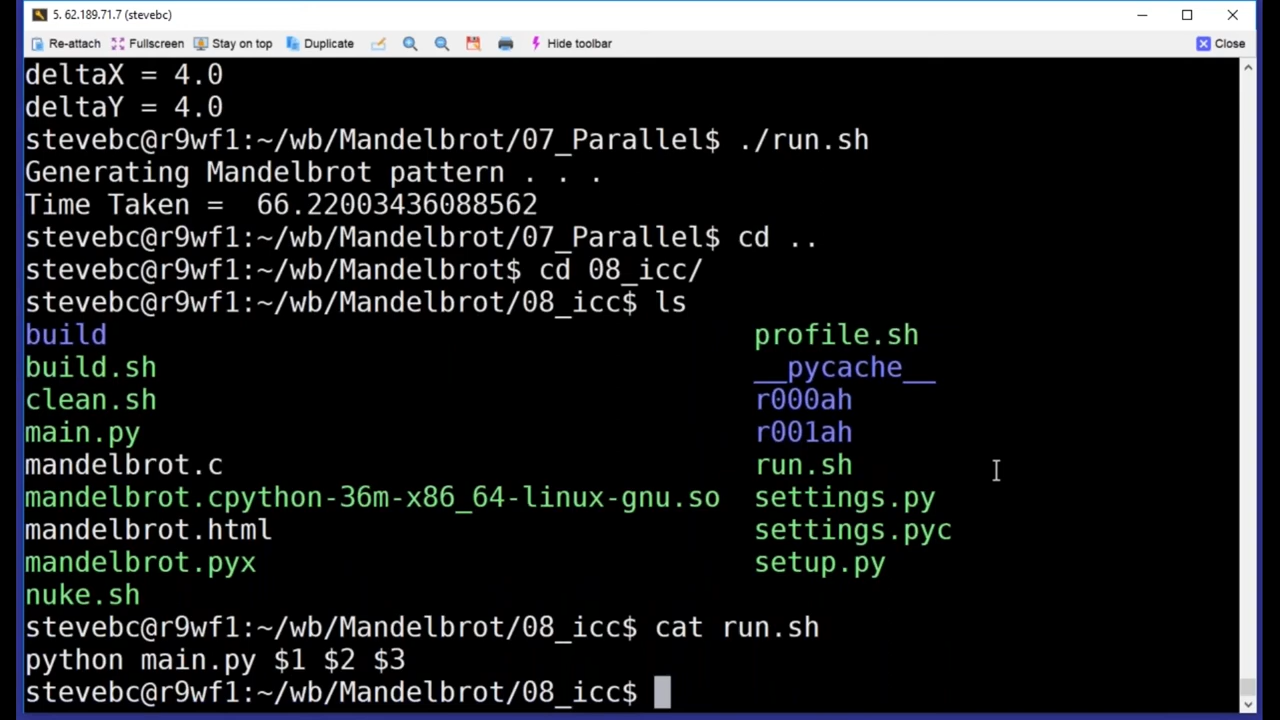 5. 62.189.71.7 (stevebc)
Re-attach Fullscreen Stay on top Duplicate Hide toolbar Close
deltaX = 4.0
deltaY = 4.0
stevebc@r9wf1:~/wb/Mandelbrot/07_Parallel$ ./run.sh
Generating Mandelbrot pattern . . .
Time Taken =  66.22003436088562
stevebc@r9wf1:~/wb/Mandelbrot/07_Parallel$ cd ..
stevebc@r9wf1:~/wb/Mandelbrot$ cd 08_icc/
stevebc@r9wf1:~/wb/Mandelbrot/08_icc$ ls
build profile.sh
build.sh __pycache__
clean.sh r000ah
main.py r001ah
mandelbrot.c run.sh
mandelbrot.cpython-36m-x86_64-linux-gnu.so settings.py
mandelbrot.html settings.pyc
mandelbrot.pyx setup.py
nuke.sh
stevebc@r9wf1:~/wb/Mandelbrot/08_icc$ cat run.sh
python main.py $1 $2 $3
stevebc@r9wf1:~/wb/Mandelbrot/08_icc$